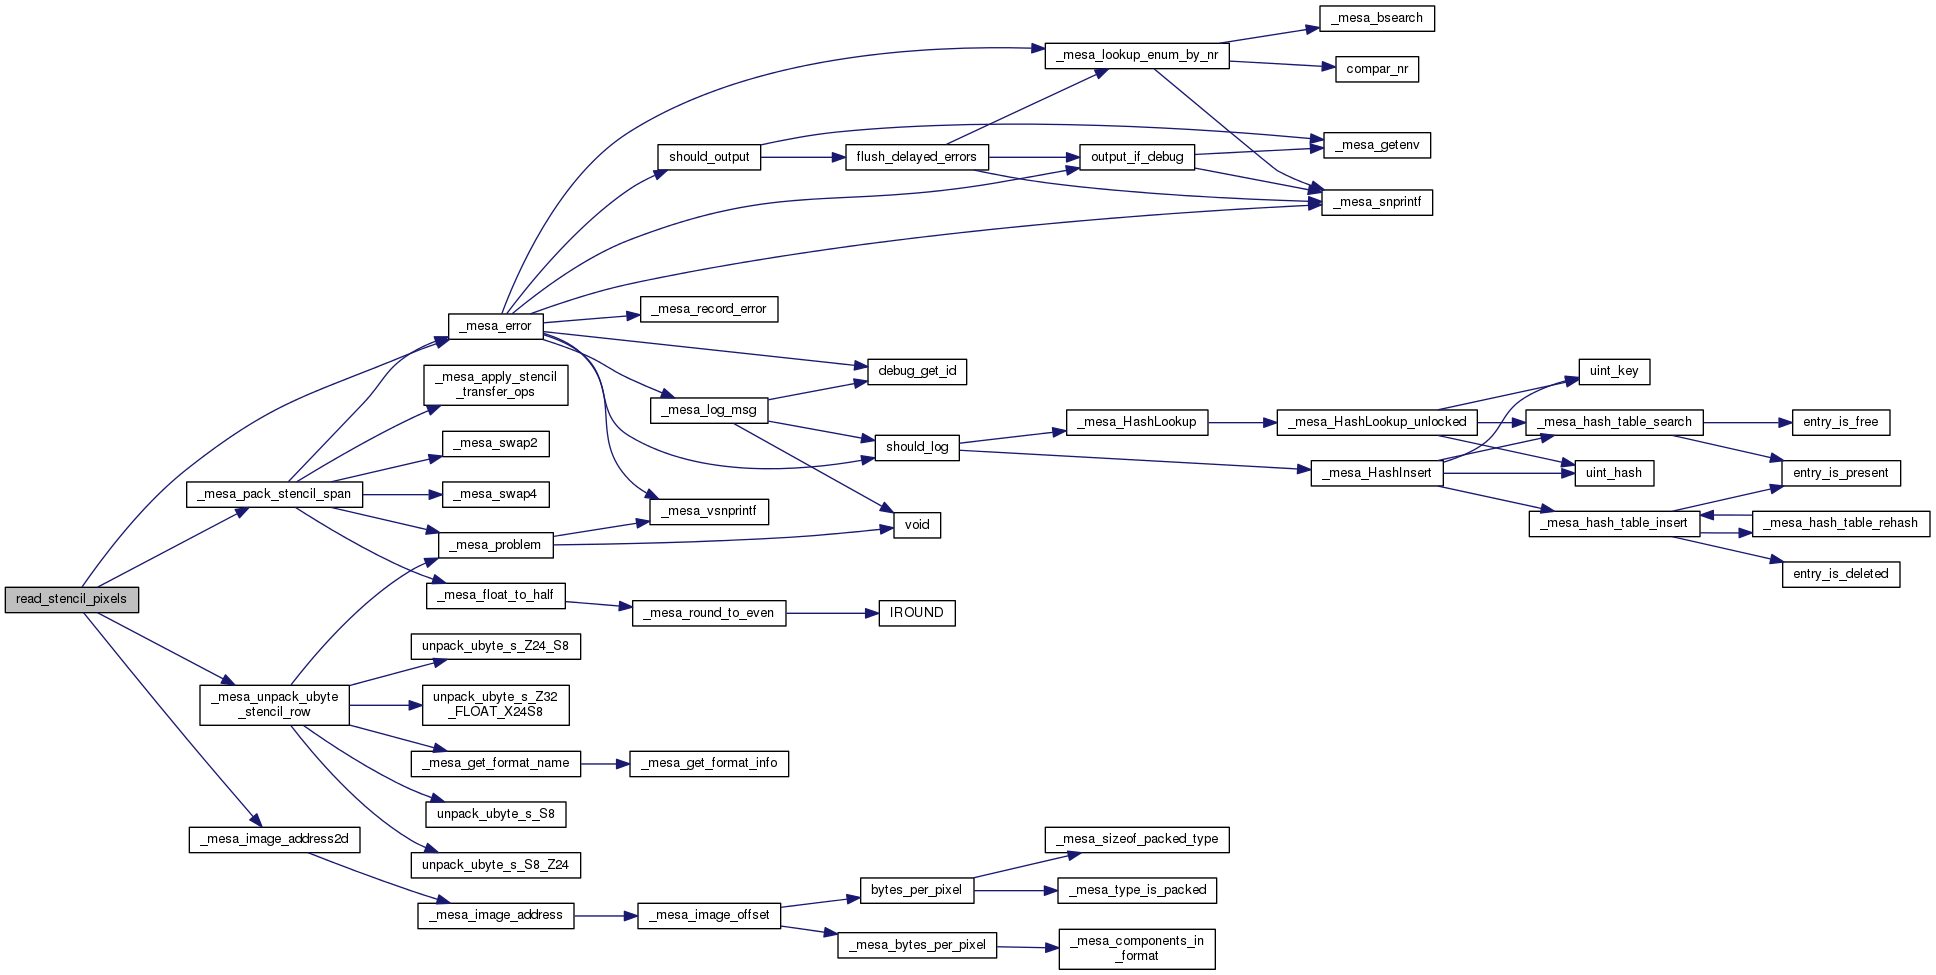 _mesa_bsearch
_mesa_lookup_enum_by_nr
compar_nr
should_output
flush_delayed_errors
output_if_debug
_mesa_getenv
_mesa_snprintf
_mesa_record_error
_mesa_error
debug_get_id
uint_key
_mesa_apply_stencil
_transfer_ops
_mesa_log_msg
_mesa_HashLookup
_mesa_HashLookup_unlocked
_mesa_hash_table_search
entry_is_free
_mesa_swap2
should_log
_mesa_HashInsert
uint_hash
entry_is_present
_mesa_pack_stencil_span
_mesa_swap4
_mesa_vsnprintf
void
_mesa_hash_table_insert
_mesa_hash_table_rehash
_mesa_problem
entry_is_deleted
read_stencil_pixels
_mesa_float_to_half
_mesa_round_to_even
IROUND
unpack_ubyte_s_Z24_S8
_mesa_unpack_ubyte
_stencil_row
unpack_ubyte_s_Z32
_FLOAT_X24S8
_mesa_get_format_name
_mesa_get_format_info
unpack_ubyte_s_S8
_mesa_image_address2d
_mesa_sizeof_packed_type
unpack_ubyte_s_S8_Z24
bytes_per_pixel
_mesa_type_is_packed
_mesa_image_address
_mesa_image_offset
_mesa_bytes_per_pixel
_mesa_components_in
_format